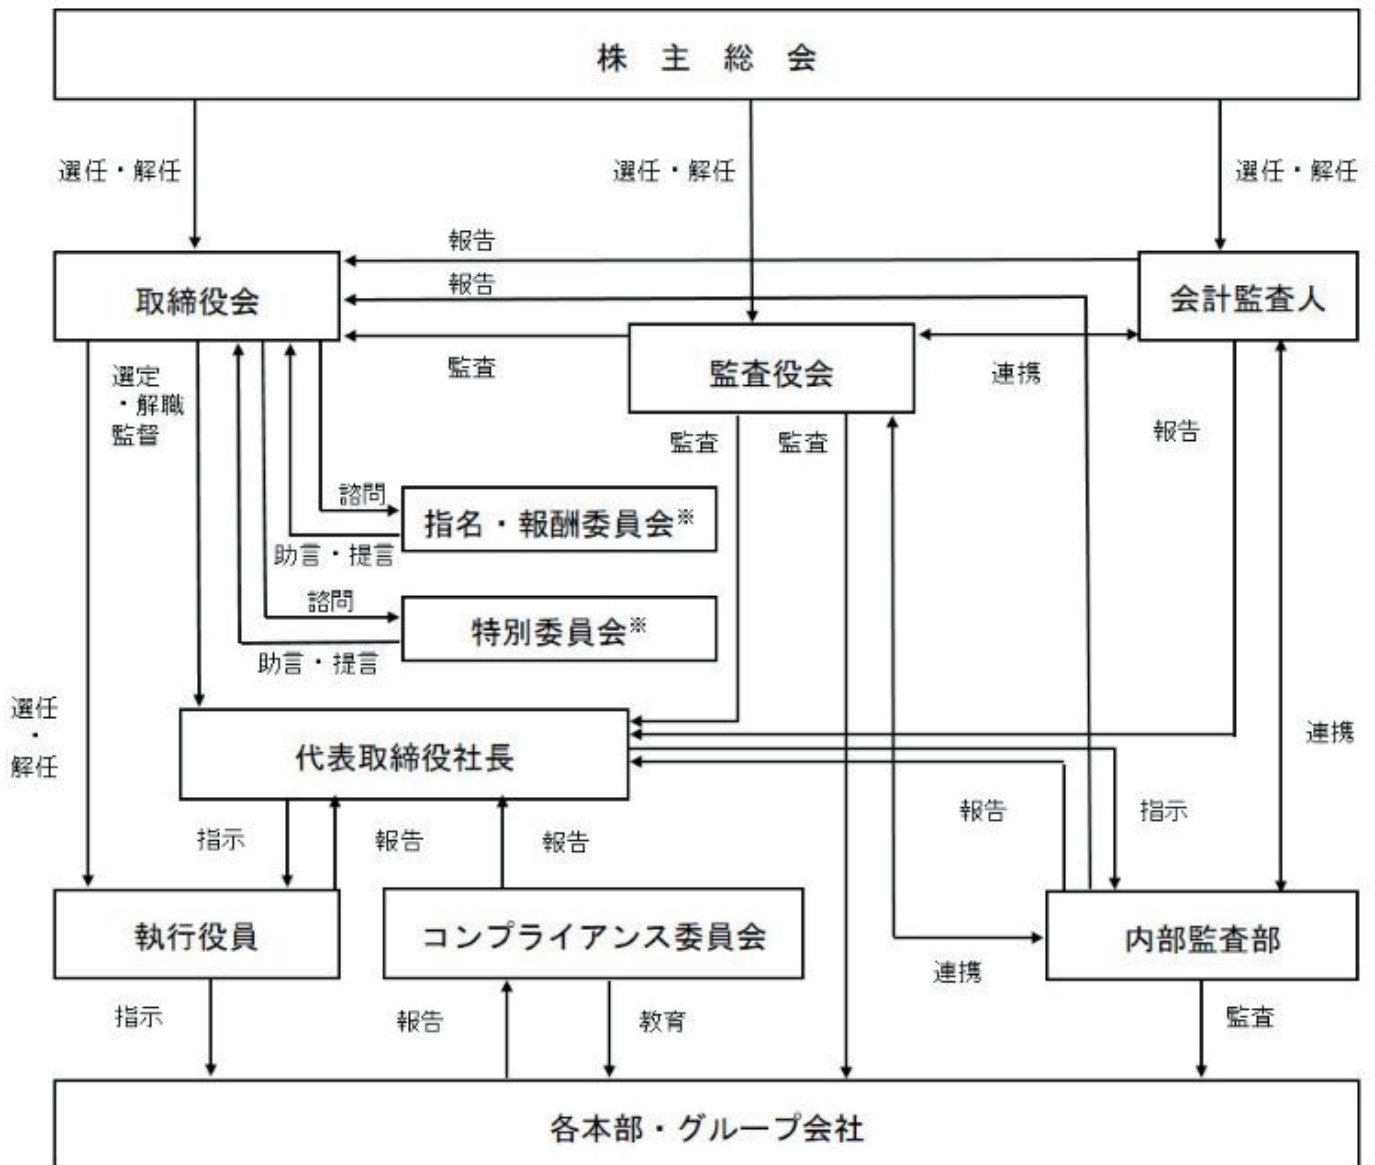 株 主 総 会
選任・解任
選任・解任
選任・解任
報告
取締役会
報告
会計監査人
監査
監査役会
連携
選定
・解職
監督
監査
監査
報告
諮問
指名・報酬委員会※
助言・提言
諮問
特別委員会※
助言・提言
選任
・
解任
代表取締役社長
連携
指示
報告
報告
報告
指示
執行役員
コンプライアンス委員会
内部監査部
連携
指示
報告
教育
監査
各本部・グループ会社